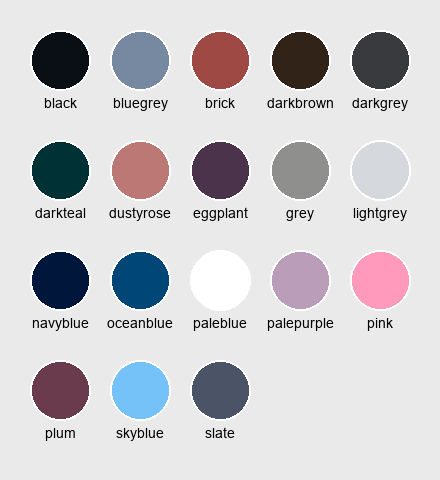 black bluegrey brick darkbrown darkgrey
darkteal dustyrose eggplant grey lightgrey
navyblue oceanblue paleblue palepurple pink
plum skyblue slate